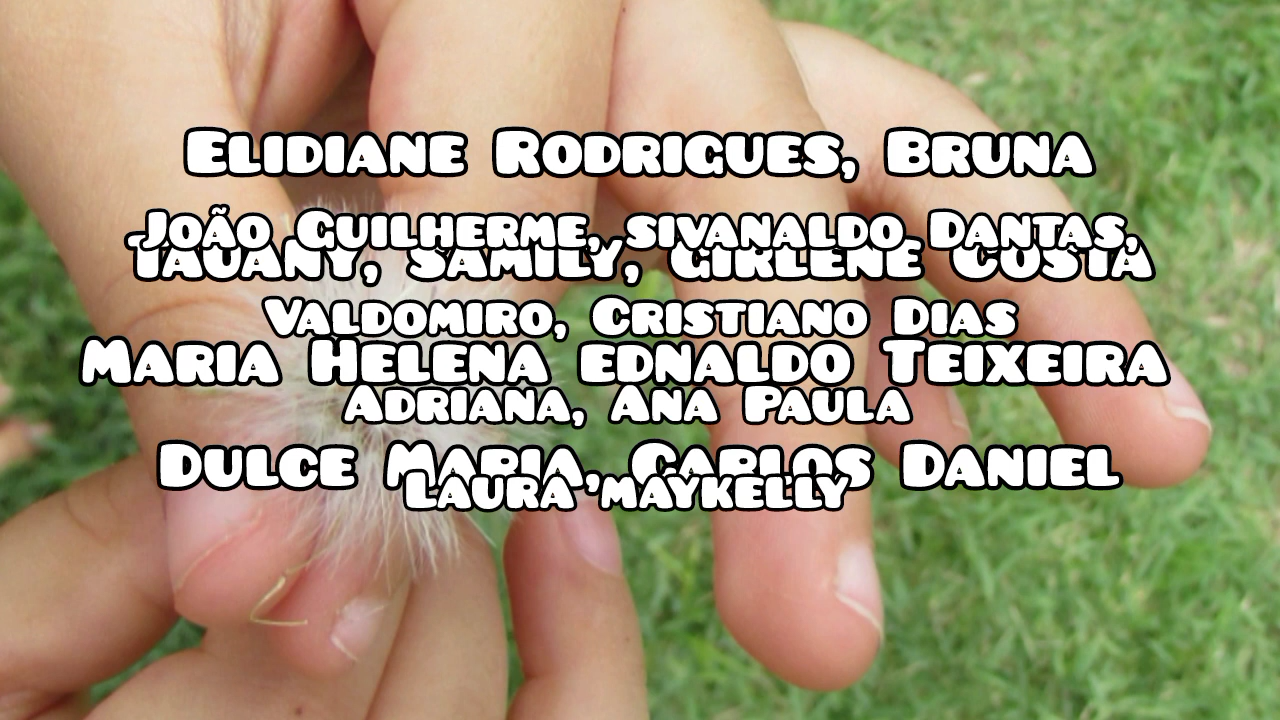 Elidiane Rodrigues, Bruna
João Guilherme, sivanaldo Dantas,
Tauany, samily, Girlene Costa
Valdomiro, Cristiano Dias
Maria Helena ednaldo Teixeira
Adriana, Ana Paula
Dulce Maria, Carlos Daniel
Laura maykelly